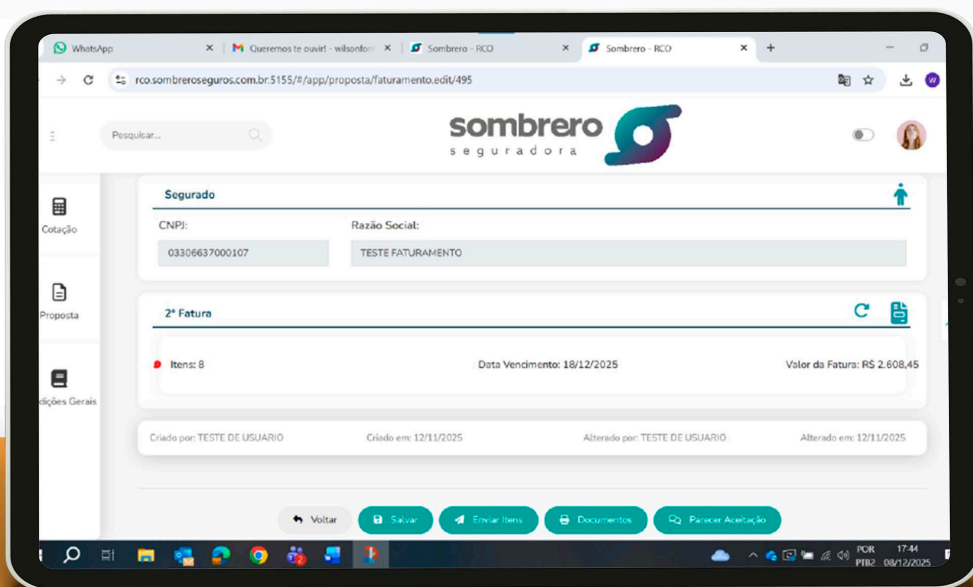 WhatsApp
Queremos te ouvir! - wilsonfon
Sombrero - RCO
Sombrero - RCO
rco.sombreroseguros.com.br:5155/#/app/proposta/faturamento.edit/495
W
Pesquisar...
sombrero
seguradora
Cotação
Proposta
dições Gerais
Segurado
CNPJ:
Razão Social:
03306637000107
TESTE FATURAMENTO
2ª Fatura
Itens: 8
Data Vencimento: 18/12/2025
Valor da Fatura: R$ 2.608,45
Criado por: TESTE DE USUARIO
Criado em: 12/11/2025
Alterado por: TESTE DE USUARIO
Alterado em: 12/11/2025
Voltar
Salvar
Enviar Itens
Documentos
Parecer Aceitação
POR
PTB2
17:44
08/12/2025